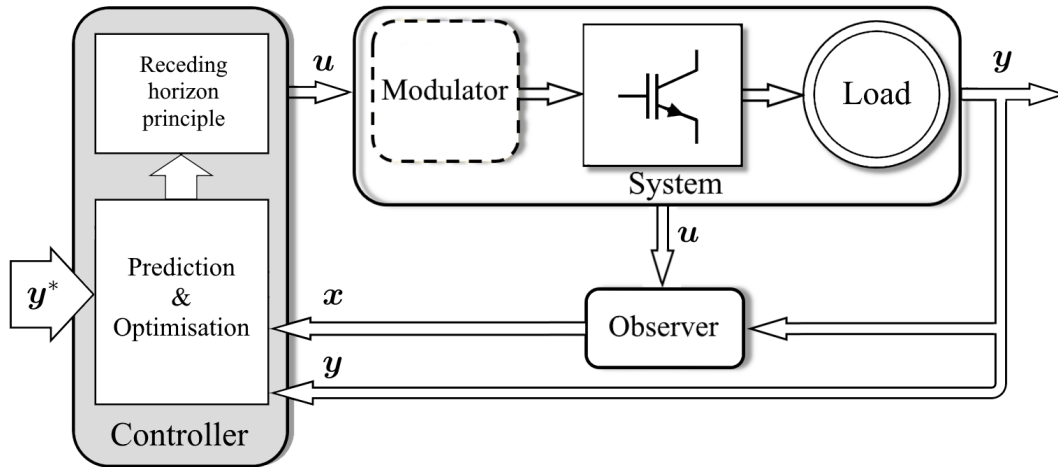 Receding
horizon
principle
u
Modulator
Load
y
System
u
y*
Prediction
&
Optimisation
x
Observer
y
Controller